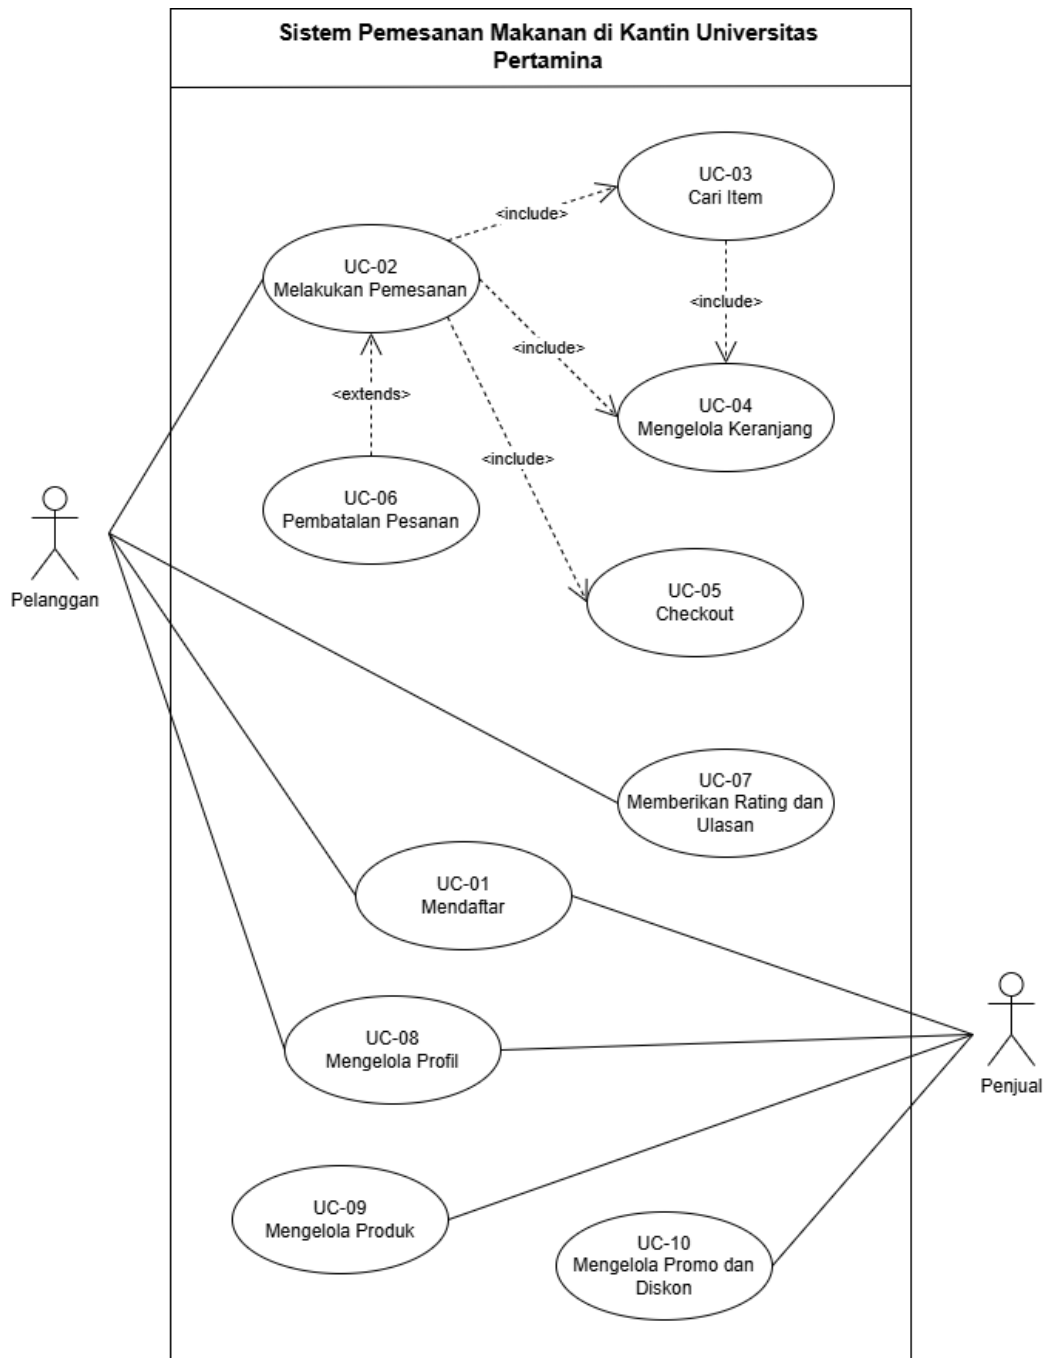 Sistem Pemesanan Makanan di Kantin Universitas
Pertamina
UC-03
Cari Item
<include>
UC-02
Melakukan Pemesanan
<include>
<include>
<extends>
UC-04
Mengelola Keranjang
<include>
UC-06
Pembatalan Pesanan
Pelanggan
UC-05
Checkout
UC-07
Memberikan Rating dan
Ulasan
UC-01
Mendaftar
UC-08
Mengelola Profil
Penjual
UC-09
Mengelola Produk
UC-10
Mengelola Promo dan
Diskon